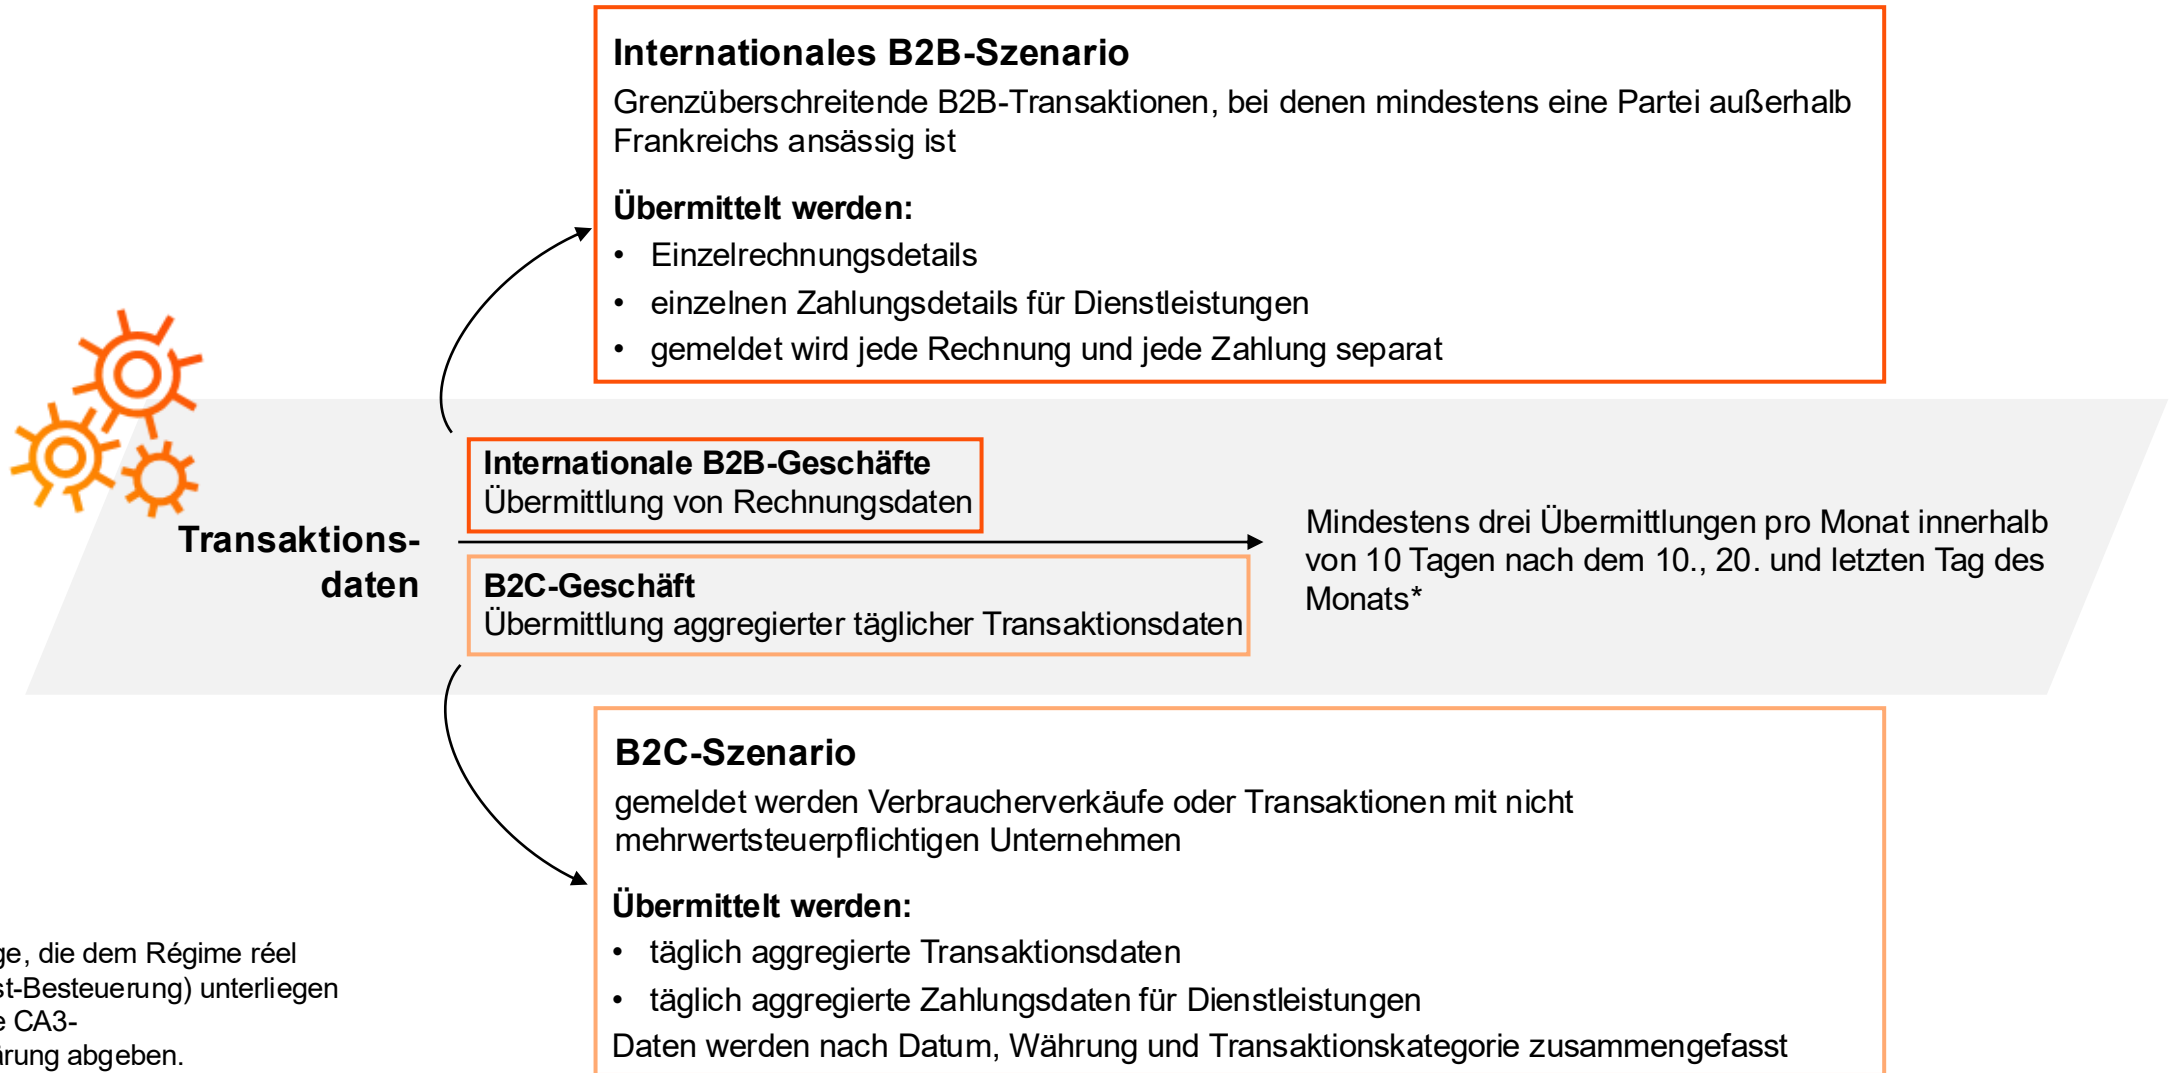 Internationales B2B-Szenario
Grenzüberschreitende B2B-Transaktionen, bei denen mindestens eine Partei außerhalb
Frankreichs ansässig ist
Übermittelt werden:
• Einzelrechnungsdetails
• einzelnen Zahlungsdetails für Dienstleistungen
• gemeldet wird jede Rechnung und jede Zahlung separat
Transaktions-
daten
Internationale B2B-Geschäfte
Übermittlung von Rechnungsdaten
B2C-Geschäft
Übermittlung aggregierter täglicher Transaktionsdaten
Mindestens drei Übermittlungen pro Monat innerhalb
von 10 Tagen nach dem 10., 20. und letzten Tag des
Monats*
B2C-Szenario
gemeldet werden Verbraucherverkäufe oder Transaktionen mit nicht
mehrwertsteuerpflichtigen Unternehmen
Übermittelt werden:
• täglich aggregierte Transaktionsdaten
• täglich aggregierte Zahlungsdaten für Dienstleistungen
Daten werden nach Datum, Währung und Transaktionskategorie zusammengefasst
die dem Régime réel
unterliegen
CA3-
abgeben.